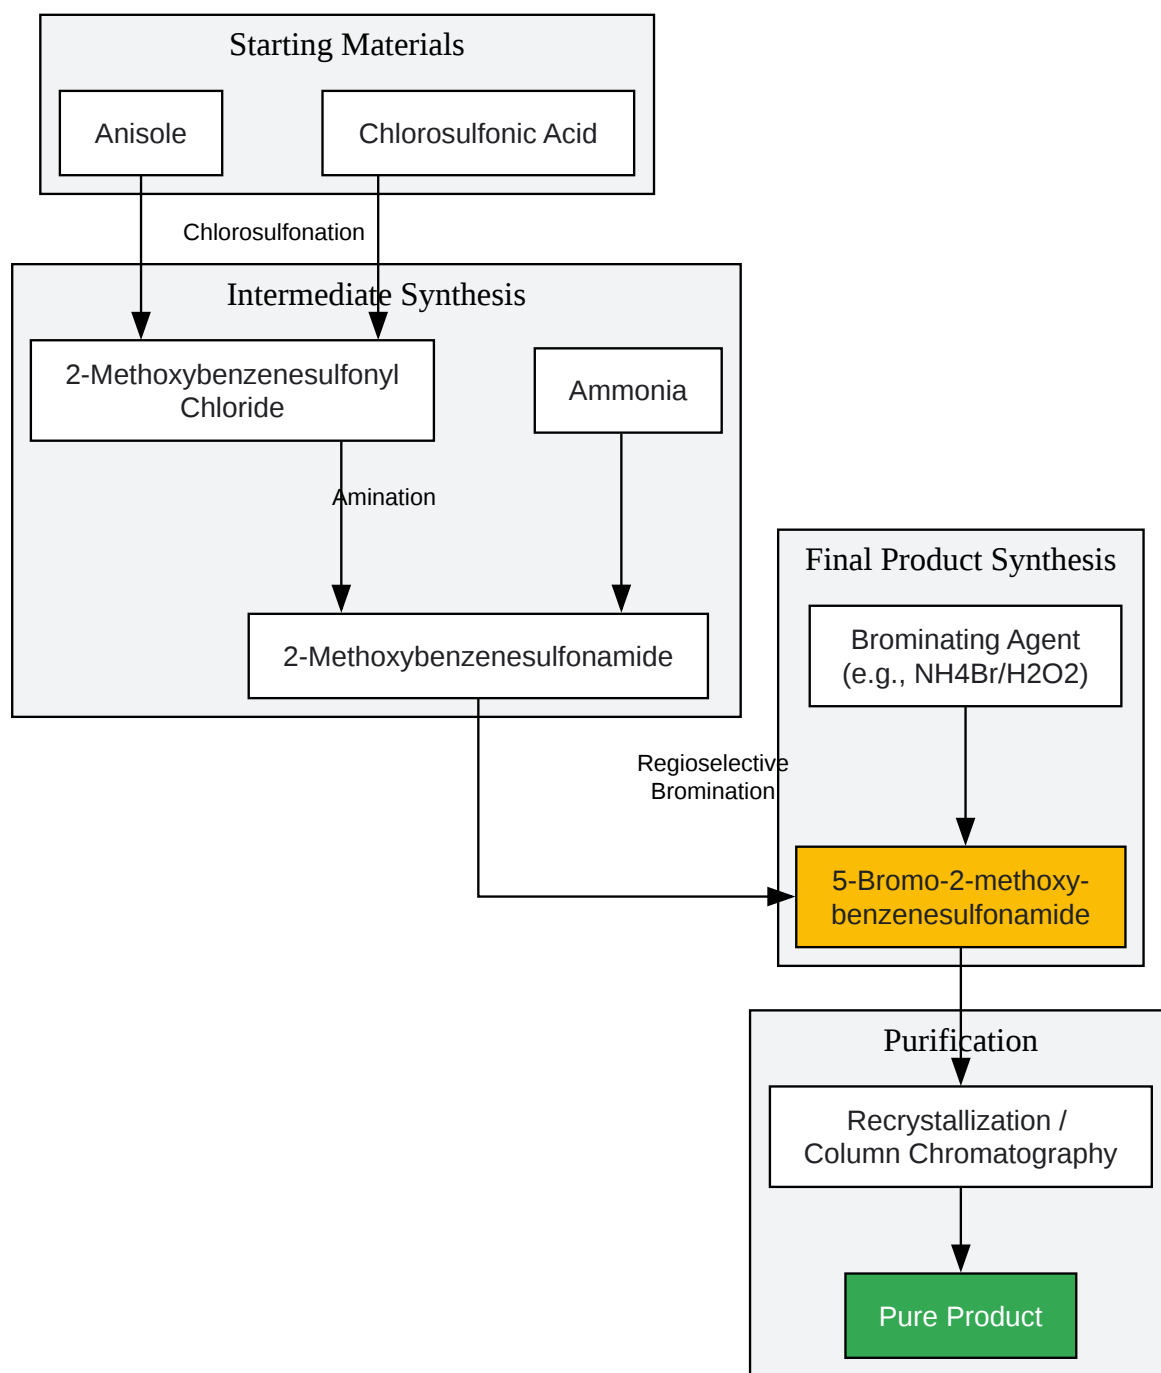 Starting Materials
Anisole
Chlorosulfonic Acid
Chlorosulfonation
Intermediate Synthesis
2-Methoxybenzenesulfonyl
Chloride
Ammonia
Amination
2-Methoxybenzenesulfonamide
Final Product Synthesis
Brominating Agent
(e.g., NH4Br/H2O2)
Regioselective
Bromination
5-Bromo-2-methoxy-
benzenesulfonamide
Purification
Recrystallization /
Column Chromatography
Pure Product